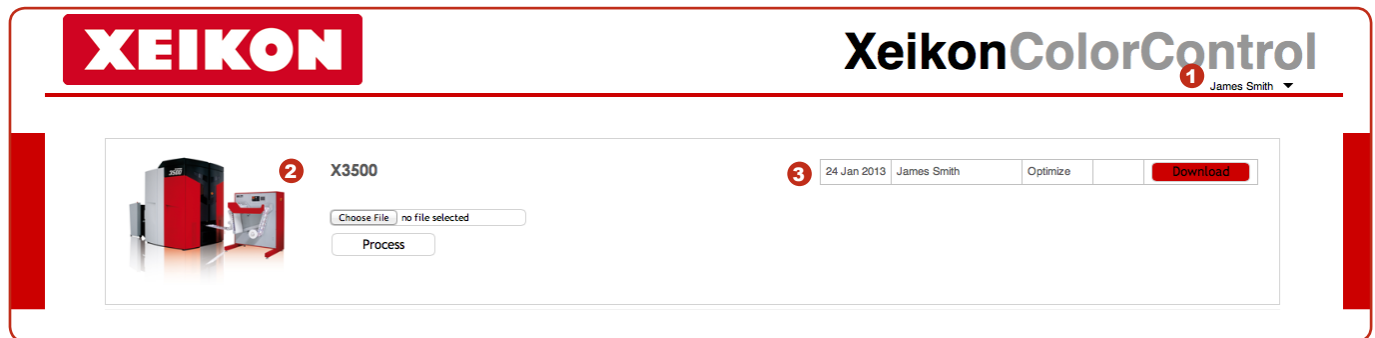 XEIKON
XeikonColorControl
1
James Smith
2
X3500
3
24 Jan 2013 James Smith Optimize Download
3500
Choose File no file selected
Process